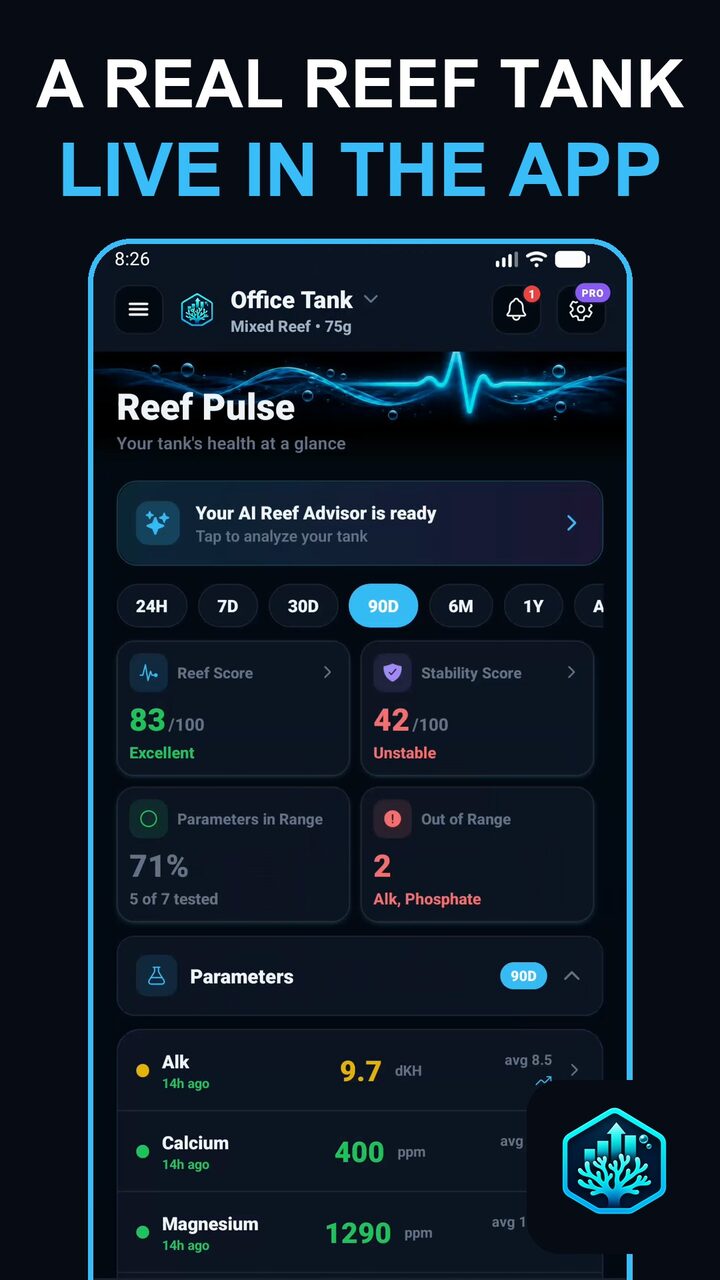 A REAL REEF TANK
LIVE IN THE APP
8:26
Office Tank
Mixed Reef • 75g
1
PRO
Reef Pulse
Your tank's health at a glance
Your AI Reef Advisor is ready
Tap to analyze your tank
24H 7D 30D 90D 6M 1Y A
Reef Score
83/100
Excellent
Stability Score
42/100
Unstable
Parameters in Range
71%
5 of 7 tested
Out of Range
2
Alk, Phosphate
Parameters 90D
Alk 9.7 dKH avg 8.5
14h ago
Calcium 400 ppm avg
14h ago
Magnesium 1290 ppm avg 1
14h ago